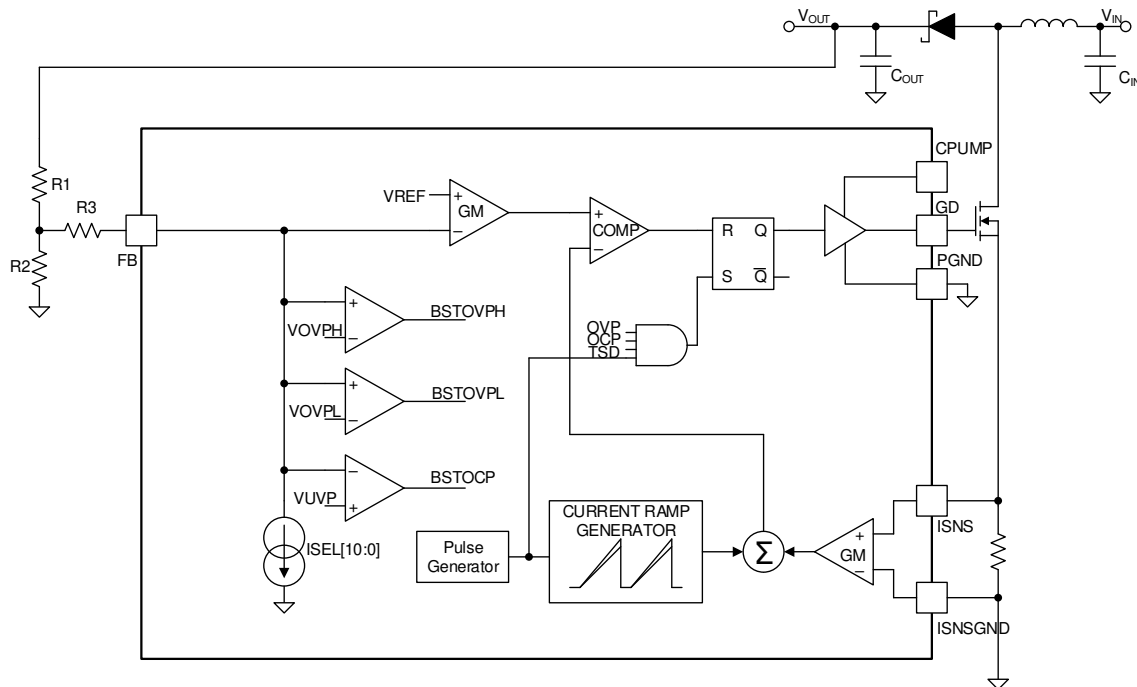 VOUT
VIN
COUT
CIN
CPUMP
R1
VREF
+
GM
−
+
COMP
−
R Q
S Q
GD
R3
FB
R2
PGND
+
VOVPH
−
BSTOVPH
OVP
OCP
TSD
+
VOVPL
−
BSTOVPL
−
VUVP
+
BSTOCP
ISEL[10:0]
Pulse
Generator
CURRENT RAMP
GENERATOR
Σ
+
GM
−
ISNS
ISNSGND